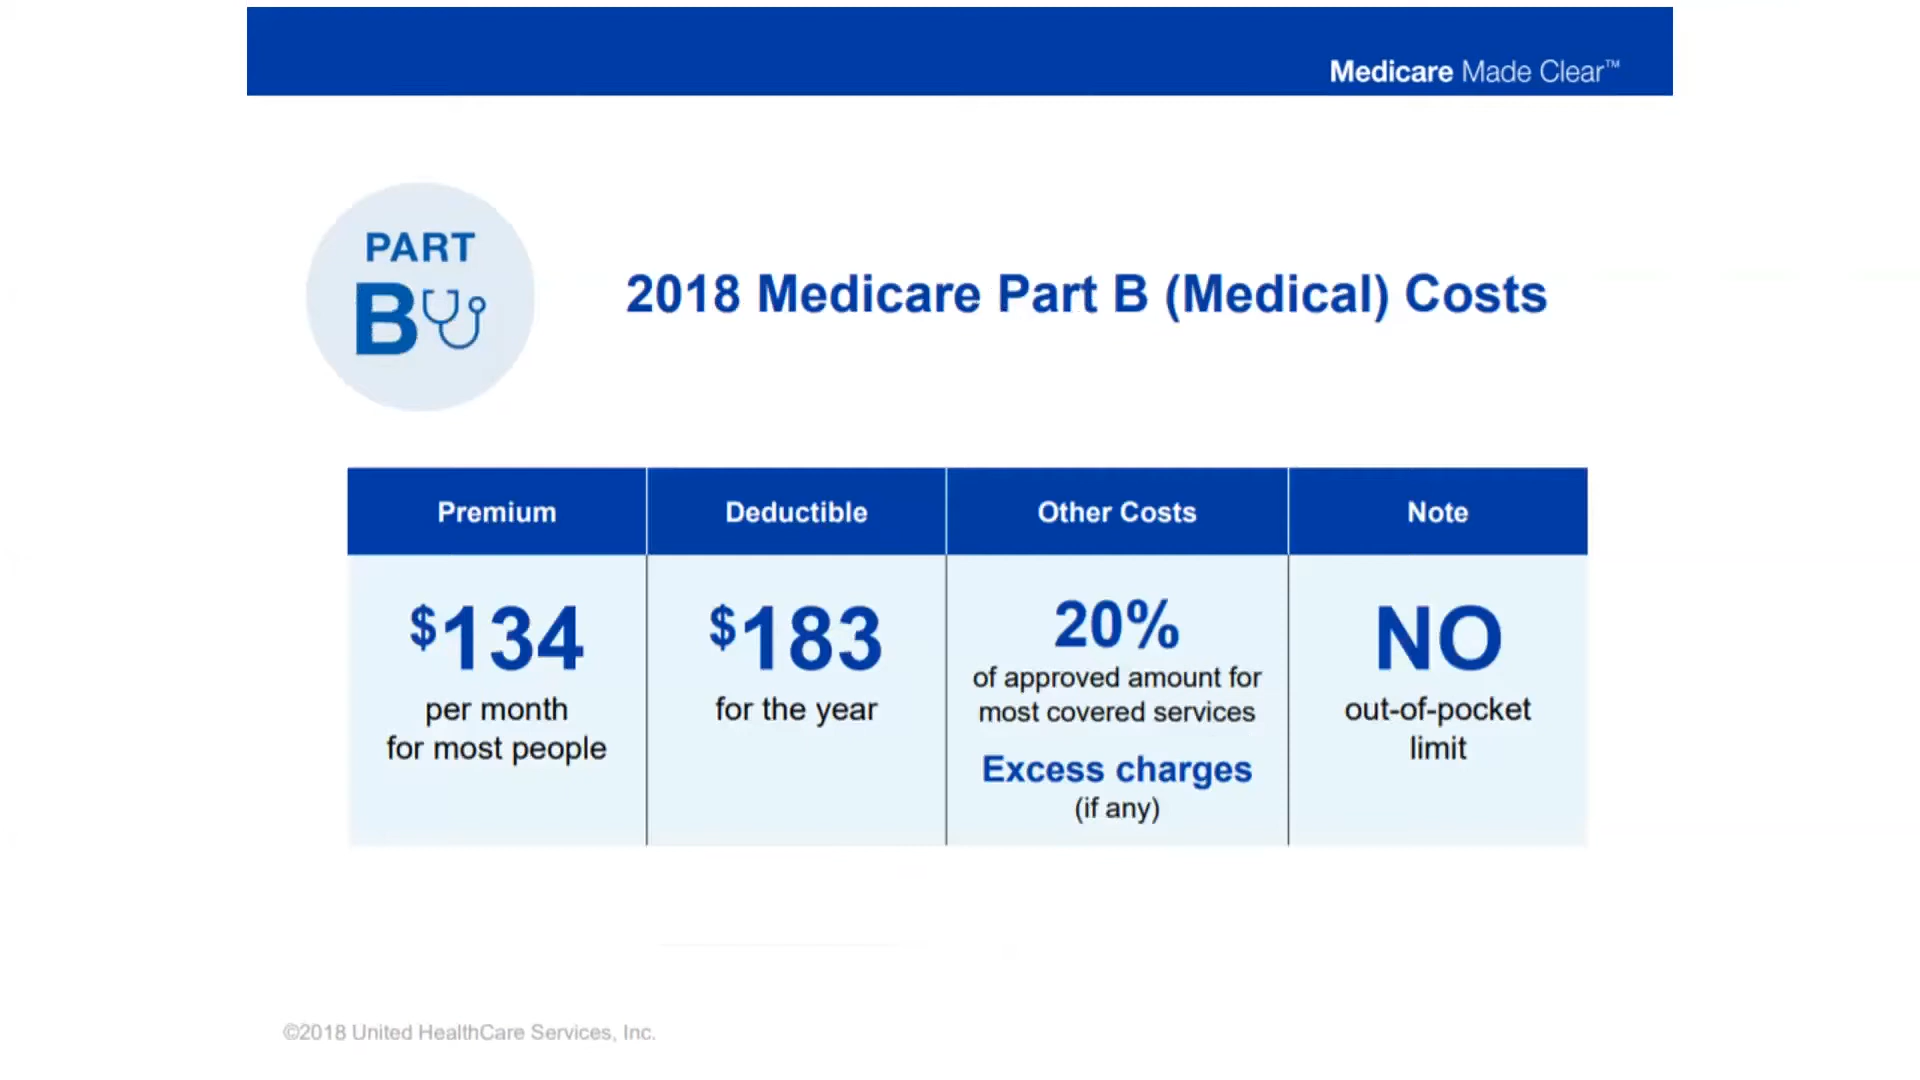 Medicare Made Clear™
PART
B
2018 Medicare Part B (Medical) Costs
Premium
Deductible
Other Costs
Note
$134
per month
for most people
$183
for the year
20%
of approved amount for
most covered services
Excess charges
(if any)
NO
out-of-pocket
limit
©2018 United HealthCare Services, Inc.